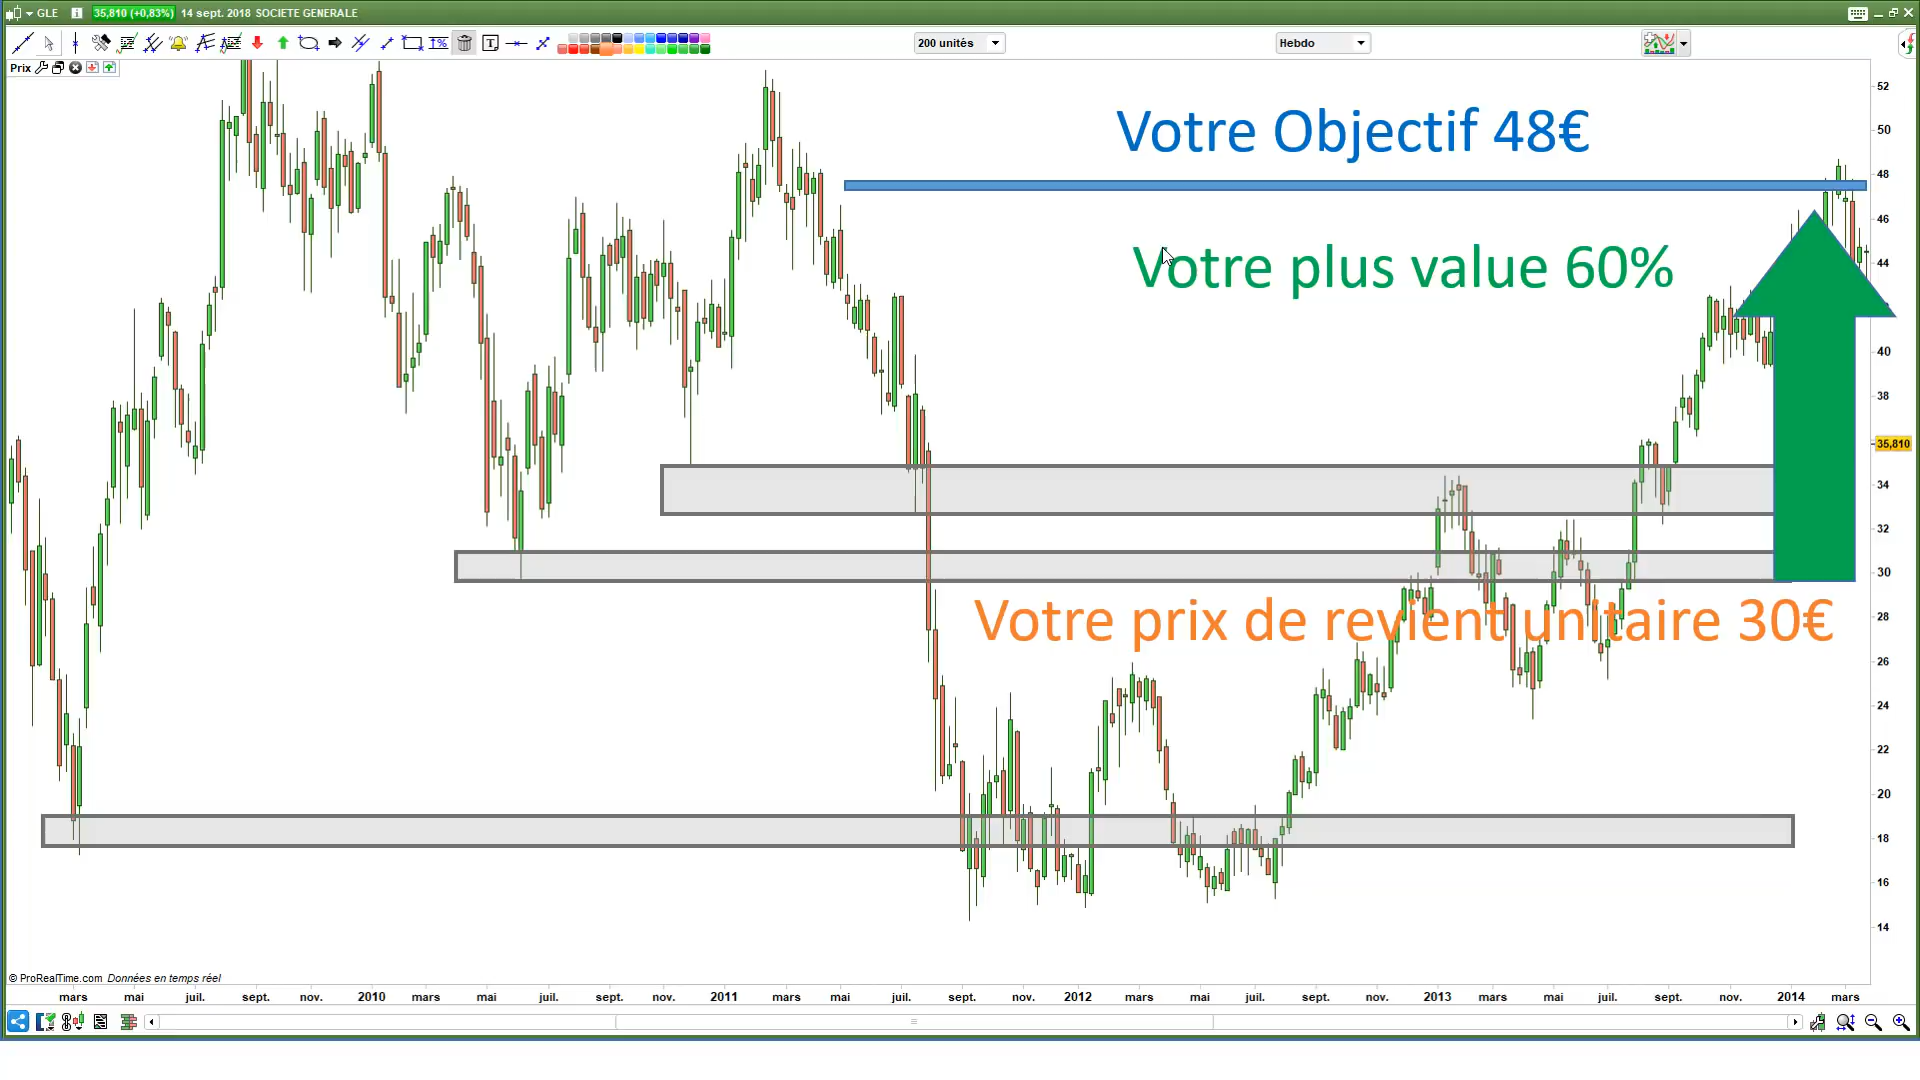 GLE 35,810 (+0,83%) 14 sept. 2018 SOCIETE GENERALE
200 unités
Hebdo
Prix
Votre Objectif 48€
Votre plus value 60%
Votre prix de revient unitaire 30€
52
50
48
46
44
40
38
35,810
34
32
30
28
26
24
22
20
18
16
14
© ProRealTime.com Données en temps réel
mars mai juil. sept. nov. 2010 mars mai juil. sept. nov. 2011 mars mai juil. sept. nov. 2012 mars mai juil. sept. nov. 2013 mars mai juil. sept. nov. 2014 mars